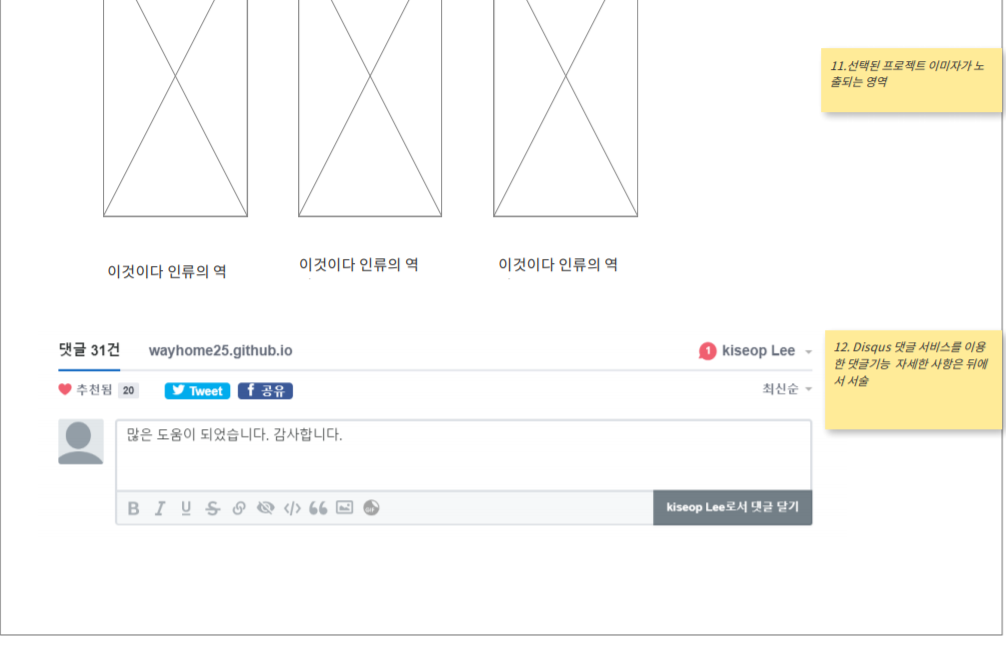 11.선택된 프로젝트 이미자가 노
출되는 영역
이것이다 인류의 역
이것이다 인류의 역
이것이다 인류의 역
댓글 31건
wayhome25.github.io
1 kiseop Lee
12. Disqus 댓글 서비스를 이용
한 댓글기능 자세한 사항은 뒤에
서 서술
추천됨 20
Tweet
f 공유
최신순
많은 도움이 되었습니다. 감사합니다.
B I U S </>
kiseop Lee로서 댓글 달기